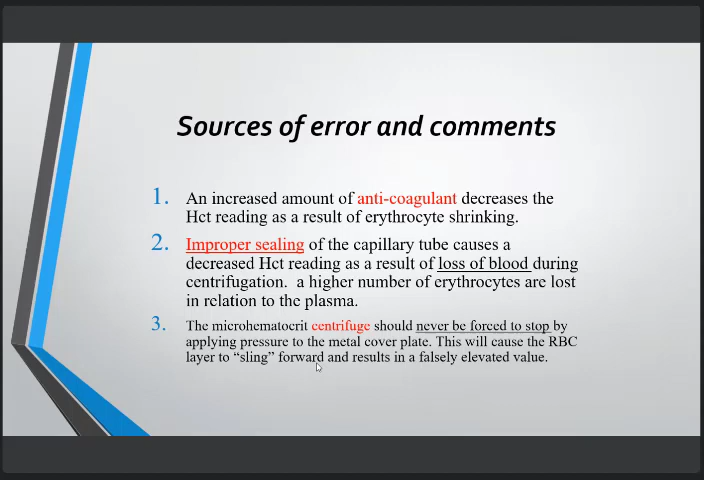 Sources of error and comments
1. An increased amount of anti-coagulant decreases the
Hct reading as a result of erythrocyte shrinking.
2. Improper sealing of the capillary tube causes a
decreased Hct reading as a result of loss of blood during
centrifugation.  a higher number of erythrocytes are lost
in relation to the plasma.
3. The microhematocrit centrifuge should never be forced to stop by
applying pressure to the metal cover plate. This will cause the RBC
layer to “sling” forward and results in a falsely elevated value.